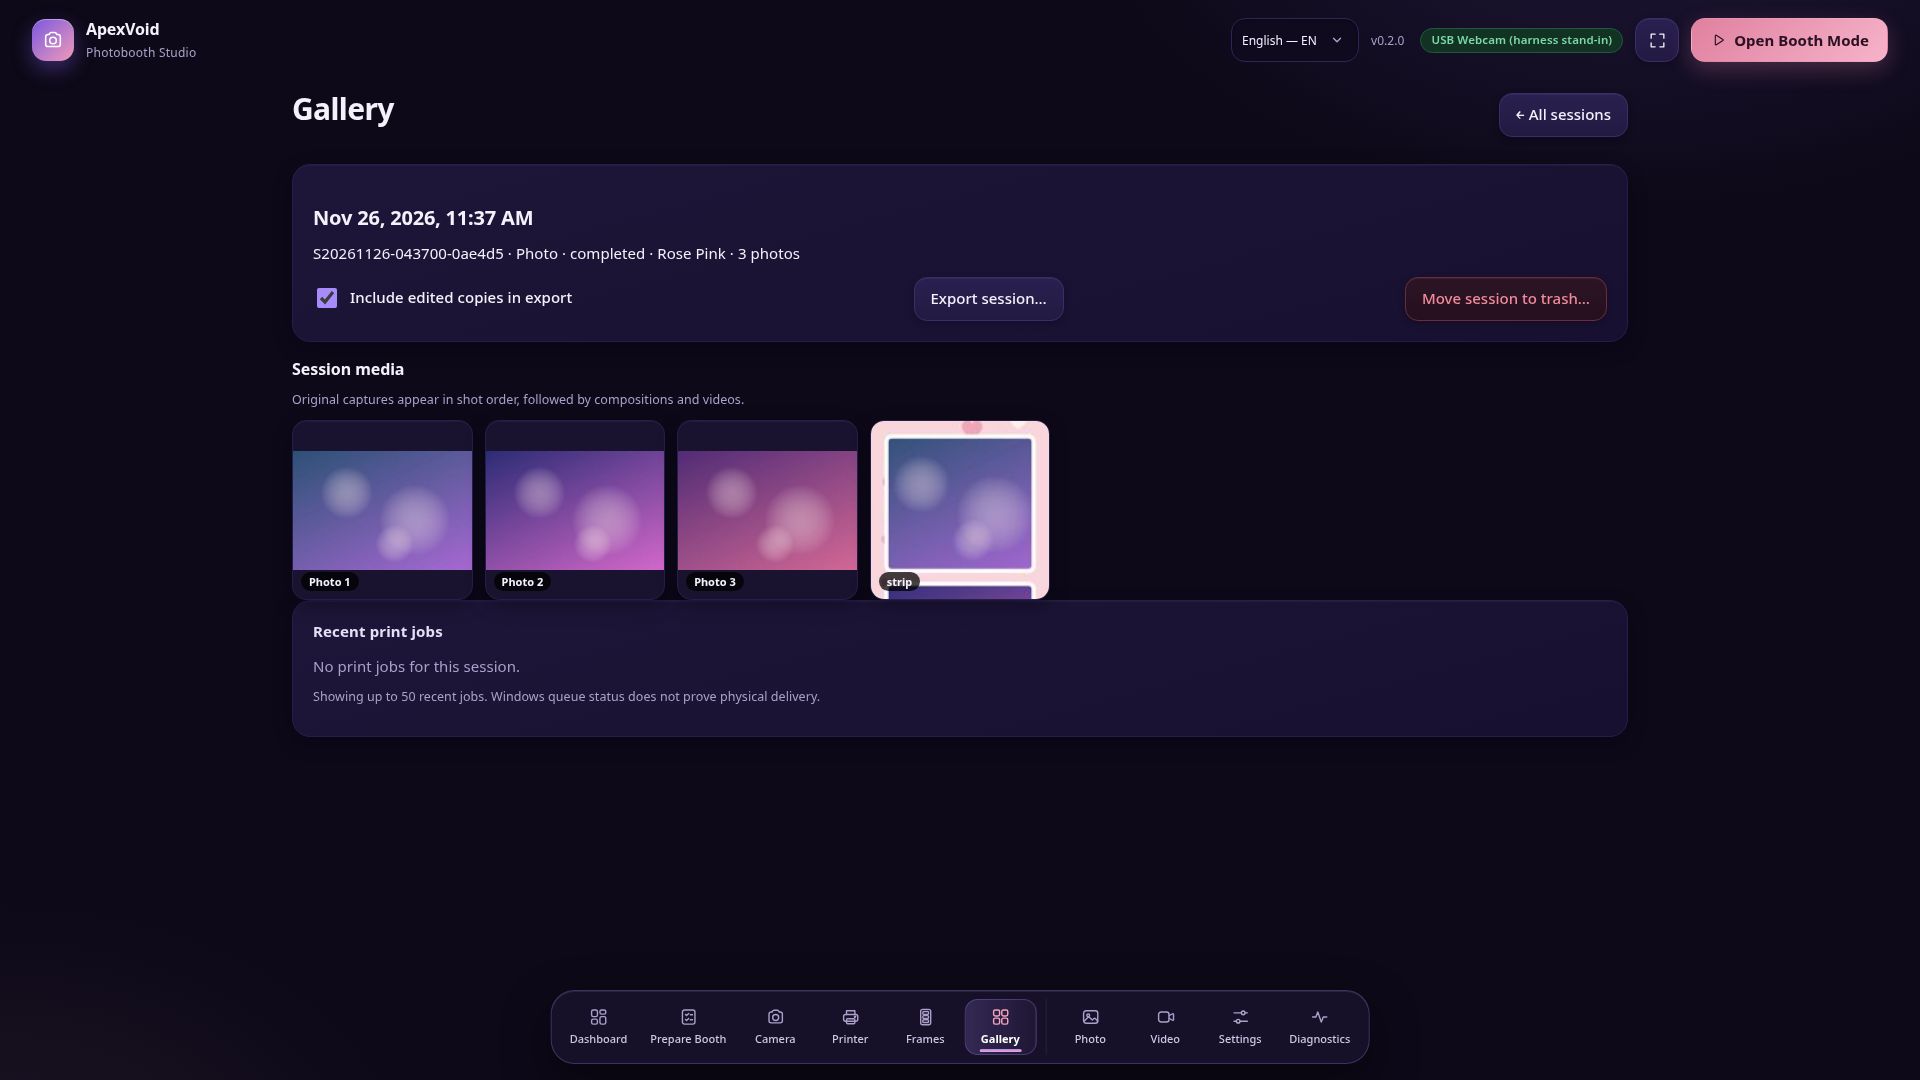 ApexVoid
Photobooth Studio
English — EN
v0.2.0
USB Webcam (harness stand-in)
Open Booth Mode
Gallery
← All sessions
Nov 26, 2026, 11:37 AM
S20261126-043700-0ae4d5 · Photo · completed · Rose Pink · 3 photos
Include edited copies in export
Export session...
Move session to trash...
Session media
Original captures appear in shot order, followed by compositions and videos.
Photo 1
Photo 2
Photo 3
strip
Recent print jobs
No print jobs for this session.
Showing up to 50 recent jobs. Windows queue status does not prove physical delivery.
Dashboard
Prepare Booth
Camera
Printer
Frames
Gallery
Photo
Video
Settings
Diagnostics